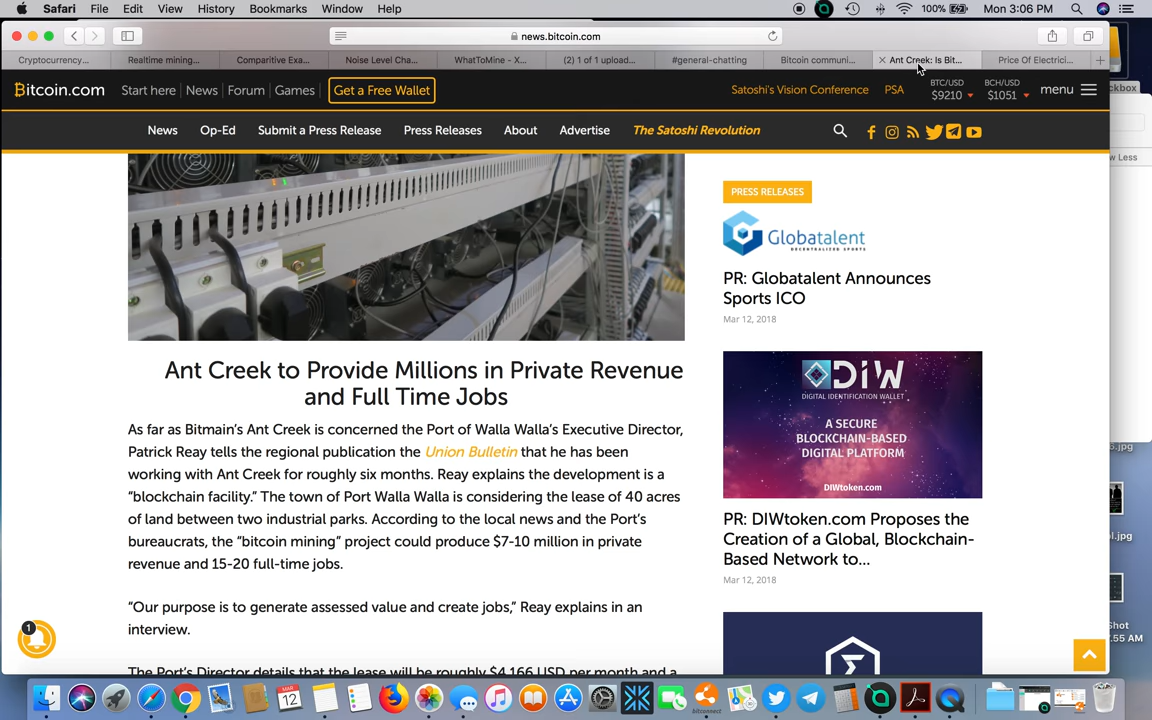 Safari File Edit View History Bookmarks Window Help 100% Mon 3:06 PM
news.bitcoin.com
Cryptocurrency... Realtime mining... Comparitive Exa... Noise Level Cha... WhatToMine - X... (2) 1 of 1 upload... #general-chatting Bitcoin communi... Ant Creek: Is Bit... Price Of Electrici...
Bitcoin.com Start here News Forum Games Get a Free Wallet Satoshi's Vision Conference PSA BTC/USD $9210 BCH/USD $1051 menu
News Op-Ed Submit a Press Release Press Releases About Advertise The Satoshi Revolution
ckbox
w Less
Ant Creek to Provide Millions in Private Revenue
and Full Time Jobs
As far as Bitmain's Ant Creek is concerned the Port of Walla Walla's Executive Director,
Patrick Reay tells the regional publication the Union Bulletin that he has been
working with Ant Creek for roughly six months. Reay explains the development is a
"blockchain facility." The town of Port Walla Walla is considering the lease of 40 acres
of land between two industrial parks. According to the local news and the Port's
bureaucrats, the "bitcoin mining" project could produce $7-10 million in private
revenue and 15-20 full-time jobs.
"Our purpose is to generate assessed value and create jobs," Reay explains in an
interview.
The Port's Director details that the lease will be roughly $4,166 USD per month and a
PRESS RELEASES
Globatalent
DECENTRALIZED SPORTS
PR: Globatalent Announces
Sports ICO
Mar 12, 2018
DIW
DIGITAL IDENTIFICATION WALLET
A SECURE
BLOCKCHAIN-BASED
DIGITAL PLATFORM
DIWtoken.com
PR: DIWtoken.com Proposes the
Creation of a Global, Blockchain-
Based Network to...
Mar 12, 2018
1
5.jpg
ol.jpg
Shot
7.55 AM
MAR
12
bitconnect